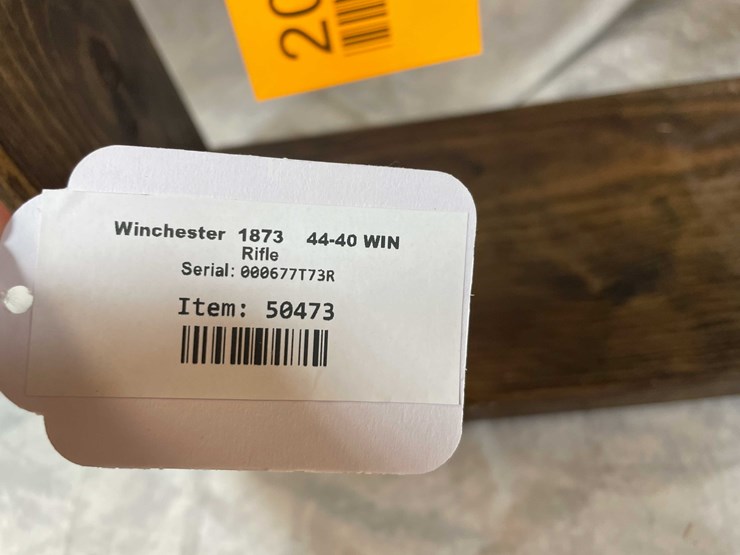 20
Winchester 1873 44-40 WIN
Rifle
Serial: 000677T73R
Item: 50473